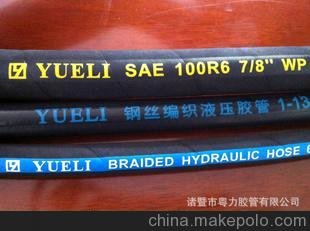 YUELI SAE 100R6 7/8" WP
钢丝编织液压胶管 1-13
YUELI BRAIDED HYDRAULIC HOSE 6
诸暨市粤力胶管有限公司
china.makepolo.com